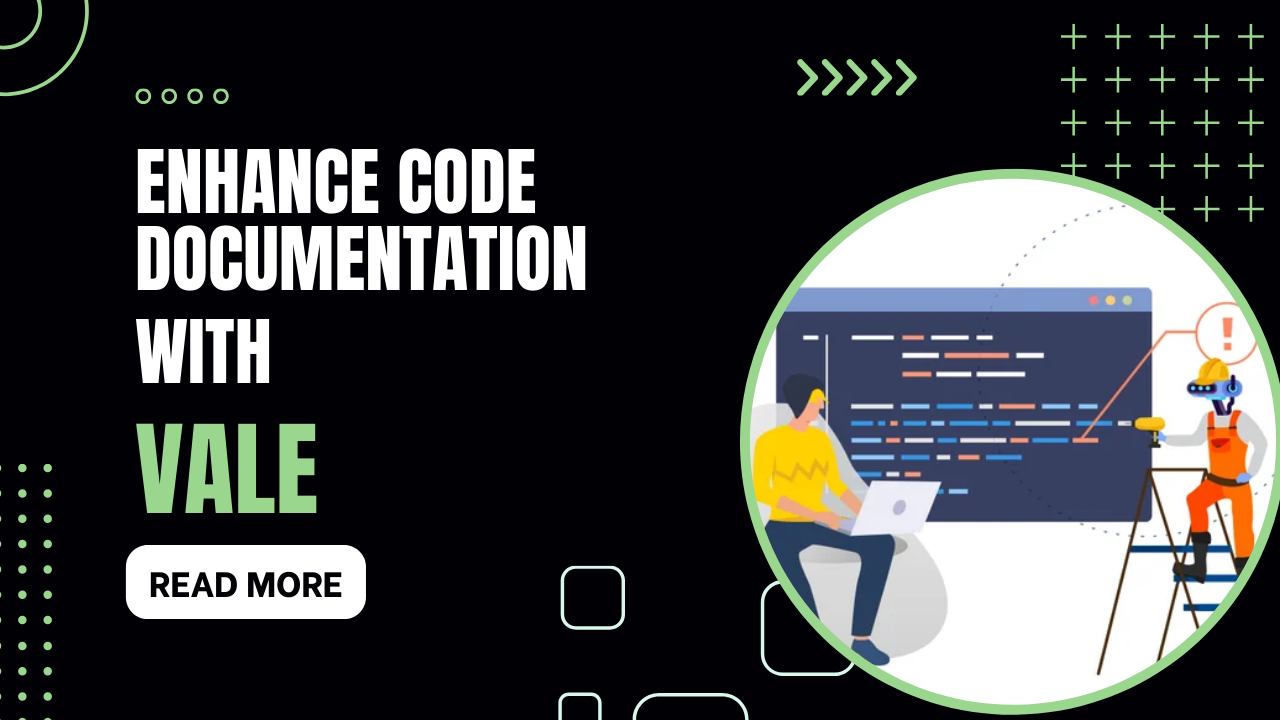 ENHANCE CODE
DOCUMENTATION
WITH
VALE
READ MORE
!